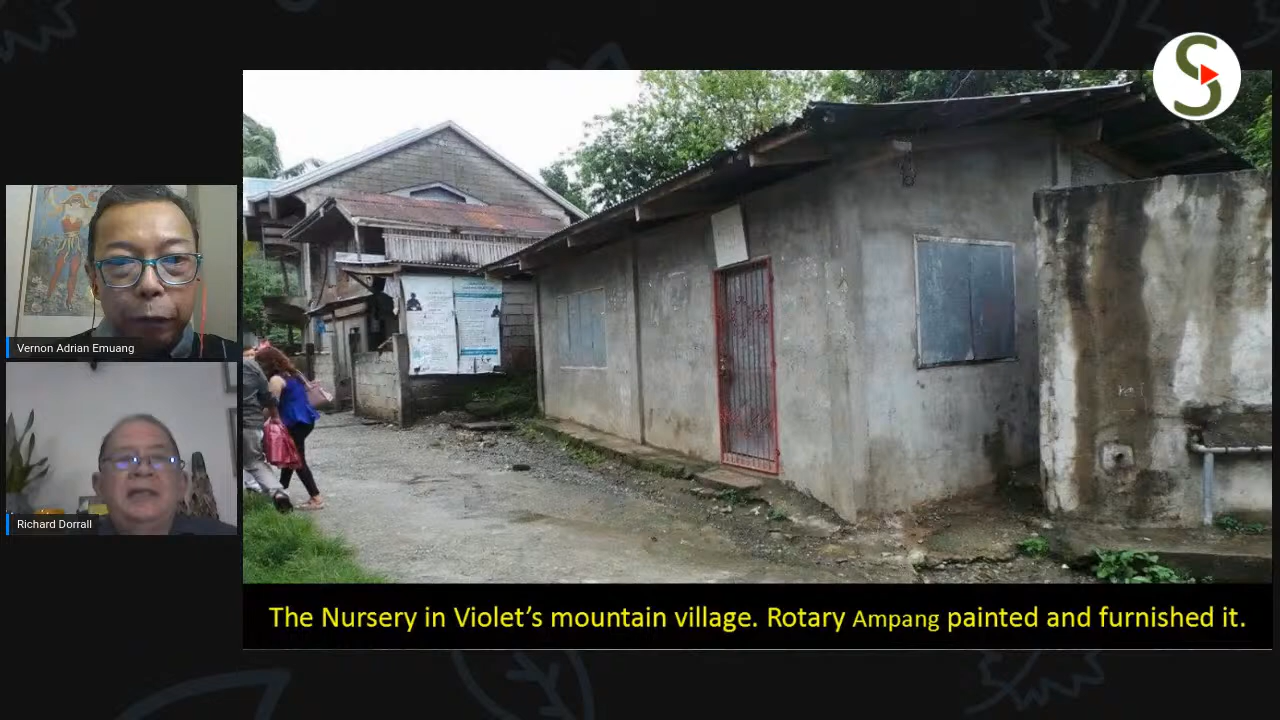 Vernon Adrian Emuang
Richard Dorrall
The Nursery in Violet's mountain village. Rotary Ampang painted and furnished it.